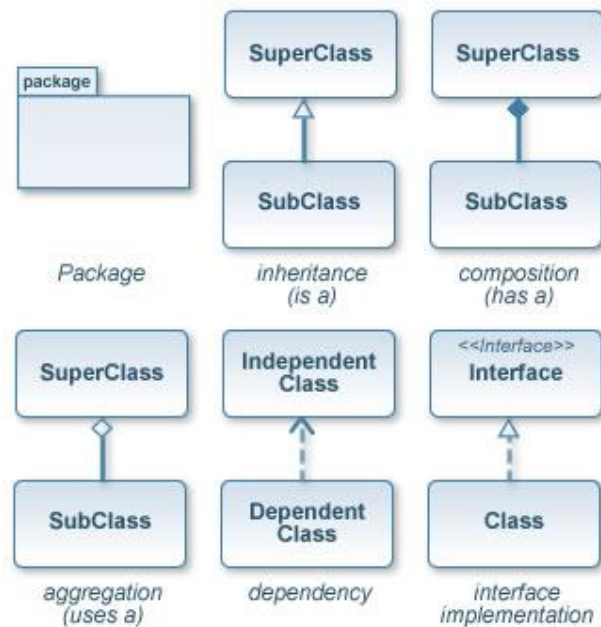 package
Package
SuperClass
SubClass
inheritance
(is a)
SuperClass
SubClass
composition
(has a)
SuperClass
SubClass
aggregation
(uses a)
Independent
Class
Dependent
Class
dependency
<<Interface>>
Interface
Class
interface
implementation